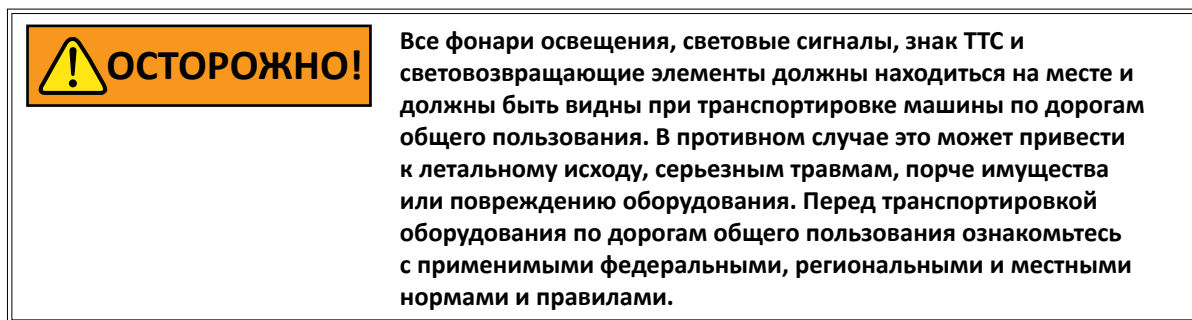 ОСТОРОЖНО!
Все фонари освещения, световые сигналы, знак ТТС и
световозвращающие элементы должны находиться на месте и
должны быть видны при транспортировке машины по дорогам
общего пользования. В противном случае это может привести
к летальному исходу, серьезным травмам, порче имущества
или повреждению оборудования. Перед транспортировкой
оборудования по дорогам общего пользования ознакомьтесь
с применимыми федеральными, региональными и местными
нормами и правилами.